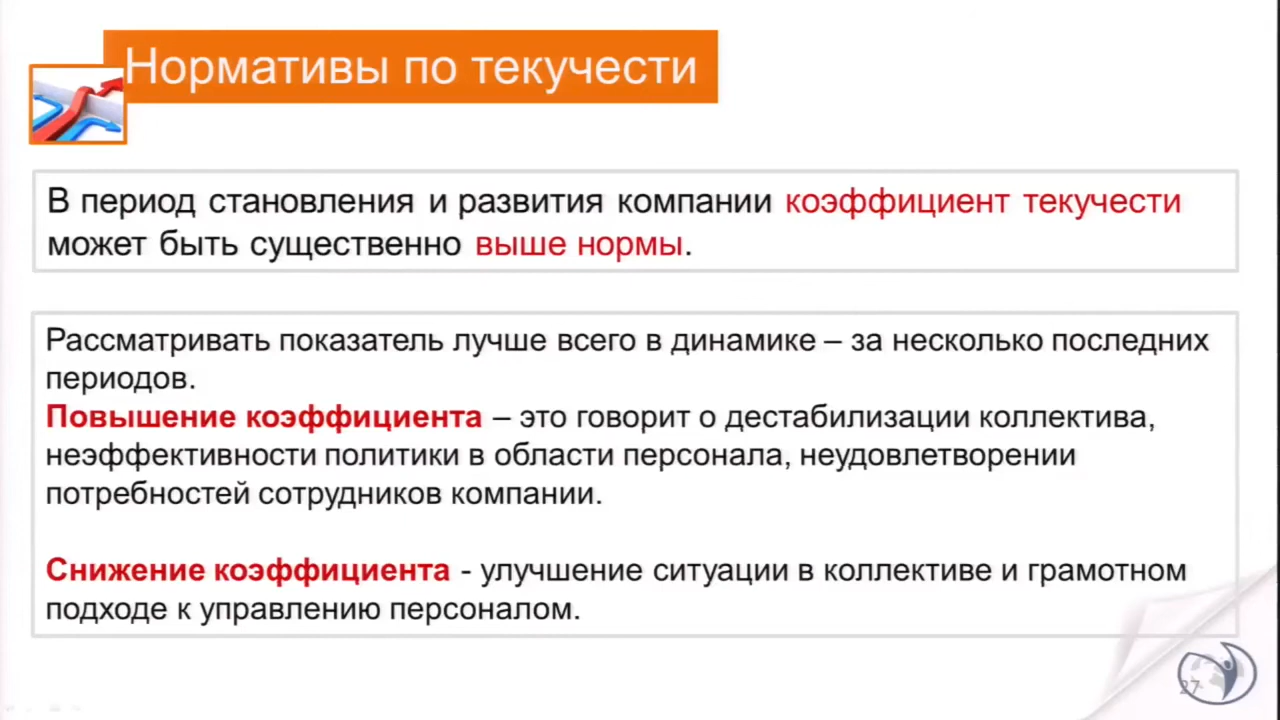 Нормативы по текучести
В период становления и развития компании коэффициент текучести
может быть существенно выше нормы.
Рассматривать показатель лучше всего в динамике – за несколько последних
периодов.
Повышение коэффициента – это говорит о дестабилизации коллектива,
неэффективности политики в области персонала, неудовлетворении
потребностей сотрудников компании.
Снижение коэффициента - улучшение ситуации в коллективе и грамотном
подходе к управлению персоналом.
27